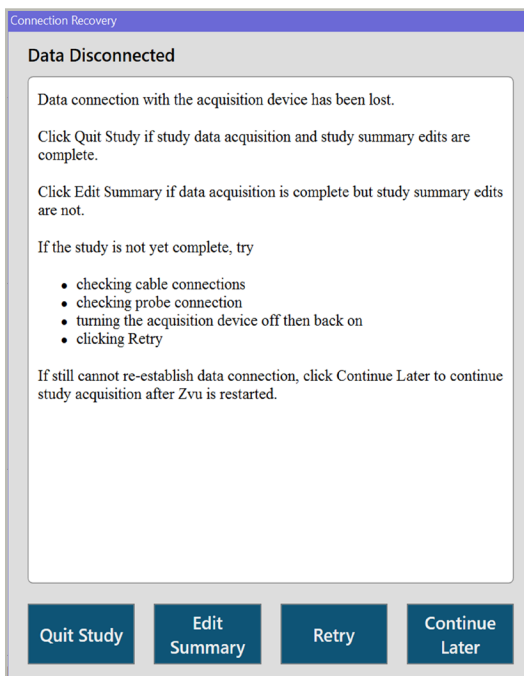 Connection Recovery
Data Disconnected
Data connection with the acquisition device has been lost.
Click Quit Study if study data acquisition and study summary edits are
complete.
Click Edit Summary if data acquisition is complete but study summary edits
are not.
If the study is not yet complete, try
• checking cable connections
• checking probe connection
• turning the acquisition device off then back on
• clicking Retry
If still cannot re-establish data connection, click Continue Later to continue
study acquisition after Zvu is restarted.
Quit Study
Edit
Summary
Retry
Continue
Later